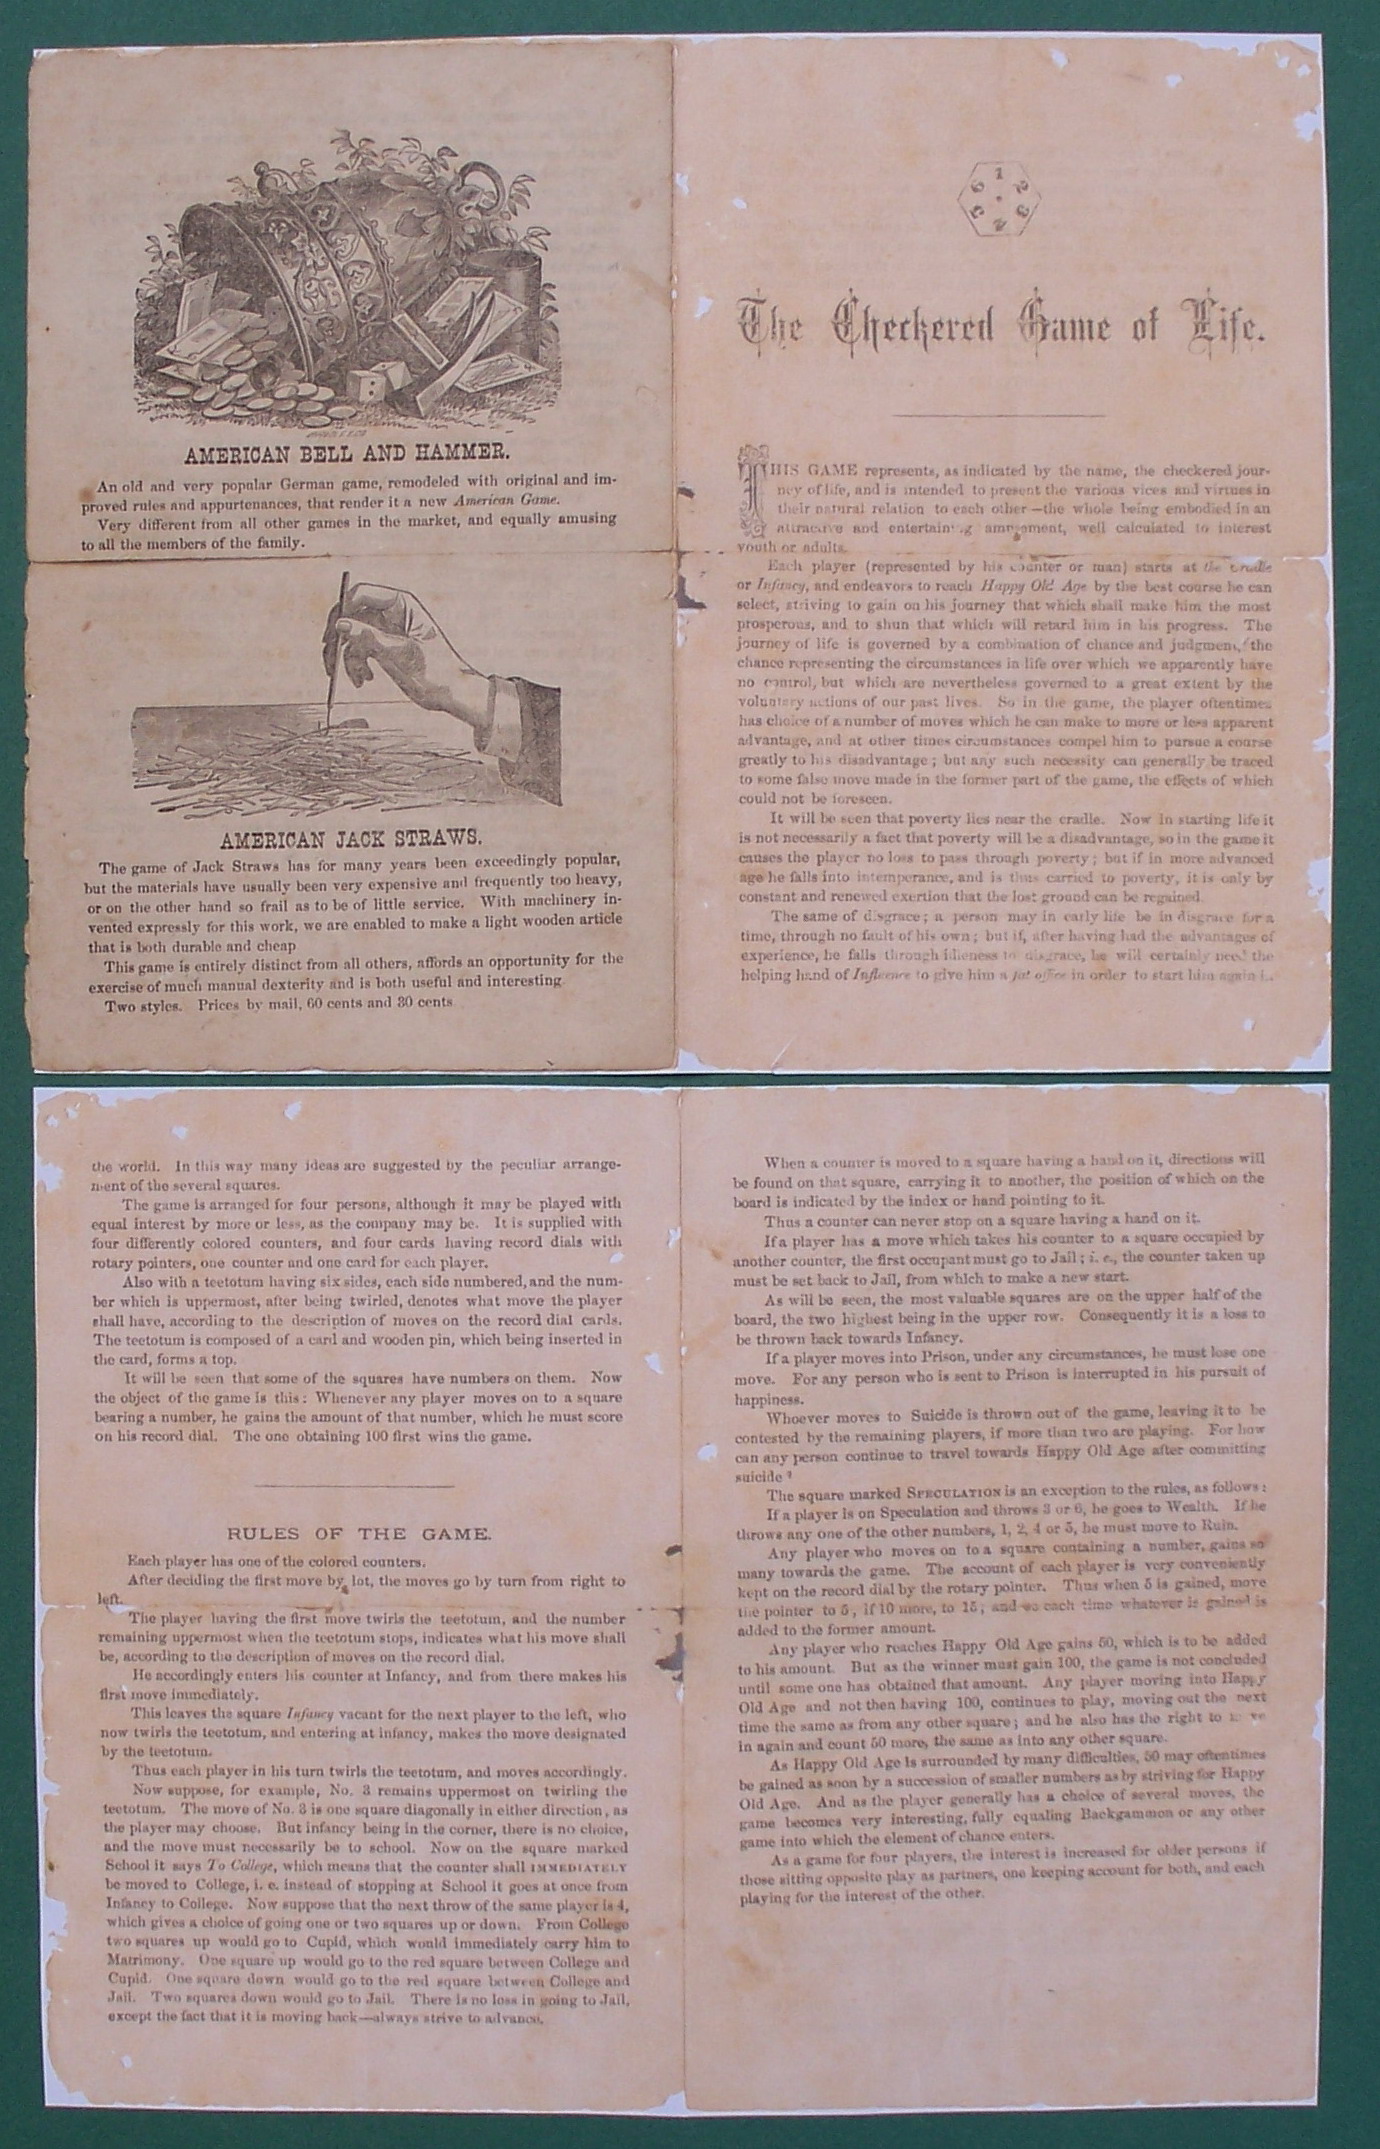 AMERICAN BELL AND HAMMER.
An old and very popular German game, remodeled with original and im-
proved rules and appurtenances, that render it a new American Game.
Very different from all other games in the market, and equally amusing
to all the members of the family.
AMERICAN JACK STRAWS.
The game of Jack Straws has for many years been exceedingly popular,
but the materials have usually been very expensive and frequently too heavy,
or on the other hand so frail as to be of little service. With machinery in-
vented expressly for this work, we are enabled to make a light wooden article
that is both durable and cheap
This game is entirely distinct from all others, affords an opportunity for the
exercise of much manual dexterity and is both useful and interesting
Two styles. Prices by mail, 60 cents and 30 cents
1 2 3 4 5 6
The Checkered Game of Life.
THIS GAME represents, as indicated by the name, the checkered jour-
ney of life, and is intended to present the various vices and virtues in
their natural relation to each other—the whole being embodied in an
attractive and entertaining amusement, well calculated to interest
youth or adults.
Each player (represented by his counter or man) starts at the Cradle
or Infancy, and endeavors to reach Happy Old Age by the best course he can
select, striving to gain on his journey that which shall make him the most
prosperous, and to shun that which will retard him in his progress. The
journey of life is governed by a combination of chance and judgment, the
chance representing the circumstances in life over which we apparently have
no control, but which are nevertheless governed to a great extent by the
voluntary actions of our past lives. So in the game, the player oftentimes
has choice of a number of moves which he can make to more or less apparent
advantage, and at other times circumstances compel him to pursue a course
greatly to his disadvantage; but any such necessity can generally be traced
to some false move made in the former part of the game, the effects of which
could not be foreseen.
It will be seen that poverty lies near the cradle. Now in starting life it
is not necessarily a fact that poverty will be a disadvantage, so in the game it
causes the player no loss to pass through poverty; but if in more advanced
age he falls into intemperance, and is thus carried to poverty, it is only by
constant and renewed exertion that the lost ground can be regained.
The same of disgrace; a person may in early life be in disgrace for a
time, through no fault of his own; but if, after having had the advantages of
experience, he falls through idleness to disgrace, he will certainly need the
helping hand of Influence to give him a fat office in order to start him again in
the world. In this way many ideas are suggested by the peculiar arrange-
ment of the several squares.
The game is arranged for four persons, although it may be played with
equal interest by more or less, as the company may be. It is supplied with
four differently colored counters, and four cards having record dials with
rotary pointers, one counter and one card for each player.
Also with a teetotum having six sides, each side numbered, and the num-
ber which is uppermost, after being twirled, denotes what move the player
shall have, according to the description of moves on the record dial cards.
The teetotum is composed of a card and wooden pin, which being inserted in
the card, forms a top.
It will be seen that some of the squares have numbers on them. Now
the object of the game is this: Whenever any player moves on to a square
bearing a number, he gains the amount of that number, which he must score
on his record dial. The one obtaining 100 first wins the game.
RULES OF THE GAME.
Each player has one of the colored counters.
After deciding the first move by lot, the moves go by turn from right to
left.
The player having the first move twirls the teetotum, and the number
remaining uppermost when the teetotum stops, indicates what his move shall
be, according to the description of moves on the record dial.
He accordingly enters his counter at Infancy, and from there makes his
first move immediately.
This leaves the square Infancy vacant for the next player to the left, who
now twirls the teetotum, and entering at infancy, makes the move designated
by the teetotum.
Thus each player in his turn twirls the teetotum, and moves accordingly.
Now suppose, for example, No. 3 remains uppermost on twirling the
teetotum. The move of No. 3 is one square diagonally in either direction, as
the player may choose. But infancy being in the corner, there is no choice,
and the move must necessarily be to school. Now on the square marked
School it says To College, which means that the counter shall IMMEDIATELY
be moved to College, i. e. instead of stopping at School it goes at once from
Infancy to College. Now suppose that the next throw of the same player is 4,
which gives a choice of going one or two squares up or down. From College
two squares up would go to Cupid, which would immediately carry him to
Matrimony. One square up would go to the red square between College and
Cupid. One square down would go to the red square between College and
Jail. Two squares down would go to Jail. There is no loss in going to Jail,
except the fact that it is moving back—always strive to advance.
When a counter is moved to a square having a hand on it, directions will
be found on that square, carrying it to another, the position of which on the
board is indicated by the index or hand pointing to it.
Thus a counter can never stop on a square having a hand on it.
If a player has a move which takes his counter to a square occupied by
another counter, the first occupant must go to Jail; i. e., the counter taken up
must be set back to Jail, from which to make a new start.
As will be seen, the most valuable squares are on the upper half of the
board, the two highest being in the upper row. Consequently it is a loss to
be thrown back towards Infancy.
If a player moves into Prison, under any circumstances, he must lose one
move. For any person who is sent to Prison is interrupted in his pursuit of
happiness.
Whoever moves to Suicide is thrown out of the game, leaving it to be
contested by the remaining players, if more than two are playing. For how
can any person continue to travel towards Happy Old Age after committing
suicide?
The square marked SPECULATION is an exception to the rules, as follows:
If a player is on Speculation and throws 3 or 6, he goes to Wealth. If he
throws any one of the other numbers, 1, 2, 4 or 5, he must move to Ruin.
Any player who moves on to a square containing a number, gains so
many towards the game. The account of each player is very conveniently
kept on the record dial by the rotary pointer. Thus when 5 is gained, move
the pointer to 5, if 10 more, to 15; and so each time whatever is gained is
added to the former amount.
Any player who reaches Happy Old Age gains 50, which is to be added
to his amount. But as the winner must gain 100, the game is not concluded
until some one has obtained that amount. Any player moving into Happy
Old Age and not then having 100, continues to play, moving out the next
time the same as from any other square; and he also has the right to move
in again and count 50 more, the same as into any other square.
As Happy Old Age is surrounded by many difficulties, 50 may oftentimes
be gained as soon by a succession of smaller numbers as by striving for Happy
Old Age. And as the player generally has a choice of several moves, the
game becomes very interesting, fully equaling Backgammon or any other
game into which the element of chance enters.
As a game for four players, the interest is increased for older persons if
those sitting opposite play as partners, one keeping account for both, and each
playing for the interest of the other.